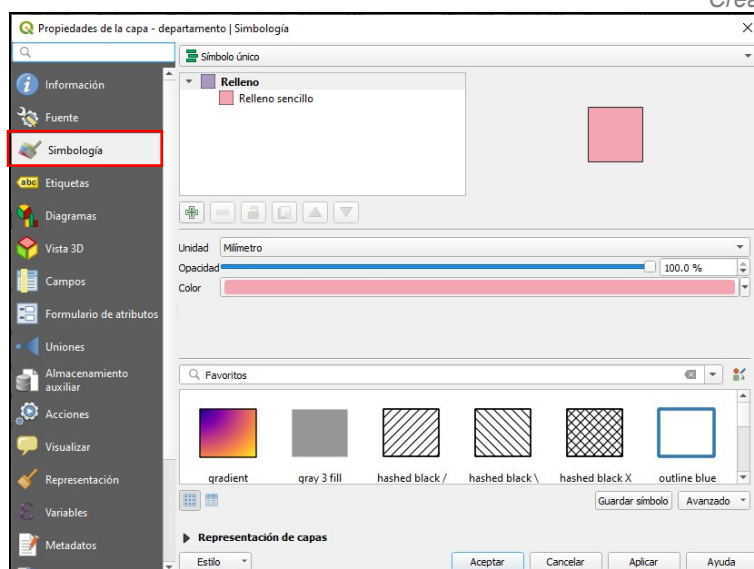 Propiedades de la capa - departamento | Simbología
Información
Fuente
Simbología
abc Etiquetas
Diagramas
Vista 3D
Campos
Formulario de atributos
Uniones
Almacenamiento
auxiliar
Acciones
Visualizar
Representación
Variables
Metadatos
Símbolo único
Relleno
Relleno sencillo
Unidad Milímetro
Opacidad 100.0 %
Color
Favoritos
gradient gray 3 fill hashed black / hashed black \ hashed black X outline blue
Guardar símbolo Avanzado
Representación de capas
Estilo Aceptar Cancelar Aplicar Ayuda